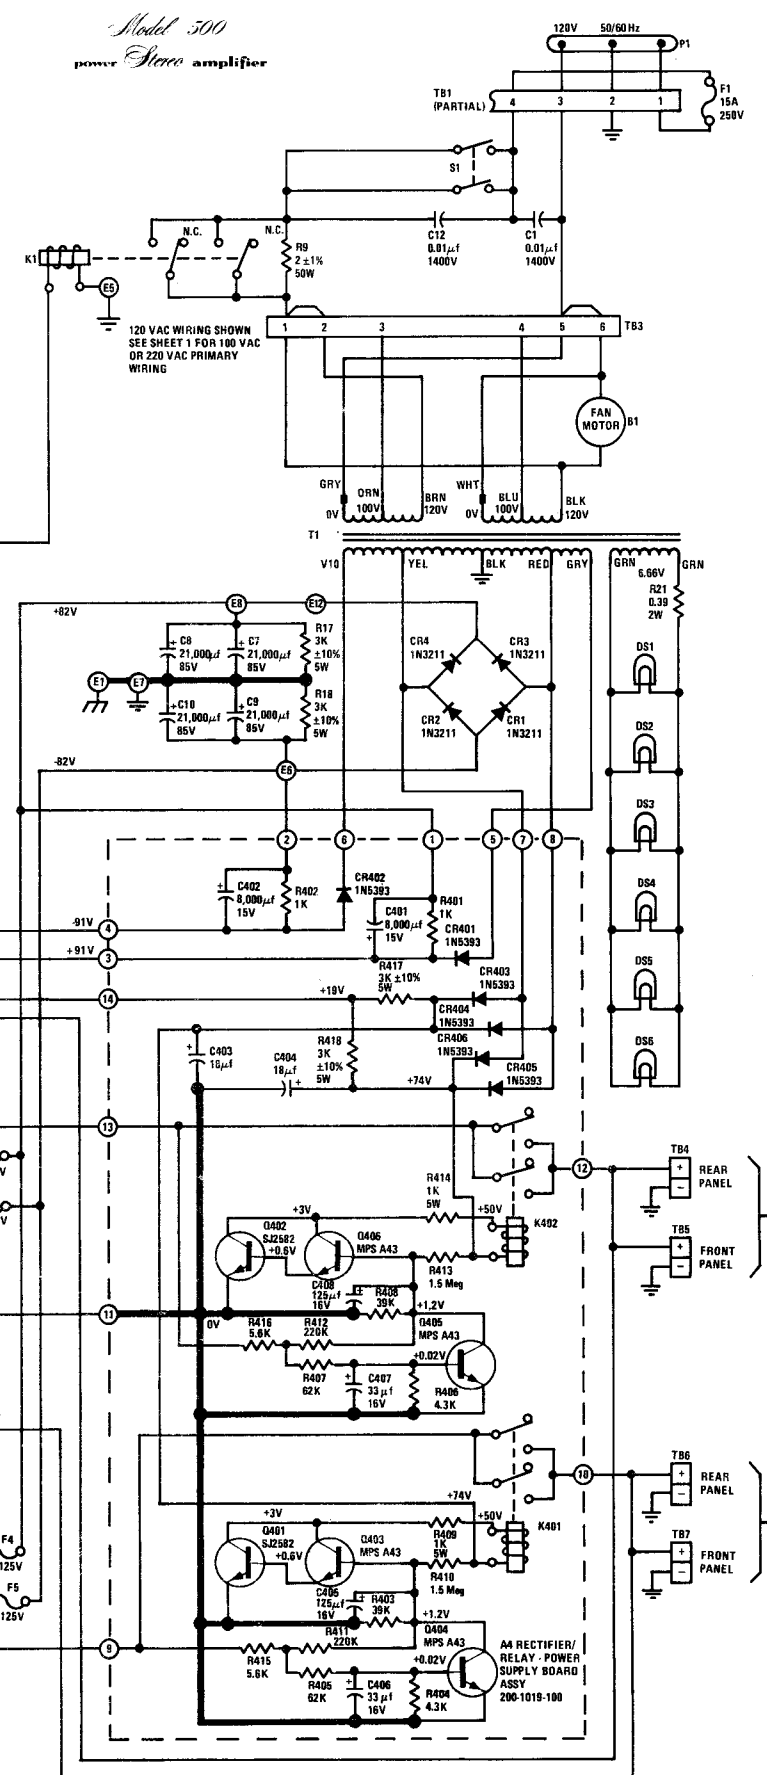 Model 500
power Stereo amplifier
120V 50/60 Hz P1
TB1
(PARTIAL)
4 3 2 1
F1
15A
250V
S1
N.C. N.C.
C12
0.01µf
1400V
C1
0.01µf
1400V
K1
E5
R9
2 ±1%
50W
120 VAC WIRING SHOWN
SEE SHEET 1 FOR 100 VAC
OR 220 VAC PRIMARY
WIRING
1 2 3 4 5 6 TB3
FAN
MOTOR
B1
GRY
0V
ORN
100V
BRN
120V
WHT
0V
BLU
100V
BLK
120V
T1
V10 YEL BLK RED GRY
GRN GRN
6.66V
R21
0.39
2W
+82V
E8 E12
C8
21,000µf
85V
C7
21,000µf
85V
R17
3K
±10%
5W
CR4
1N3211
CR3
1N3211
DS1
E1 E7
C10
21,000µf
85V
C9
21,000µf
85V
R18
3K
±10%
5W
CR2
1N3211
CR1
1N3211
DS2
-82V
E6
DS3
2 6 1 5 7 8
C402
8,000µf
15V
R402
1K
CR402
1N5393
C401
8,000µf
15V
R401
1K
CR401
1N5393
DS4
-91V 4
+91V 3
R417
3K ±10%
5W
CR403
1N5393
DS5
14 +19V
CR404
1N5393
C403
18µf
C404
18µf
R418
3K
±10%
5W
CR406
1N5393
CR405
1N5393
DS6
+74V
13
12
TB4
+
−
REAR
PANEL
R414
1K
5W
+50V
K402
+3V
Q402
SJ2582
+0.6V
Q406
MPS A43
TB5
+
−
FRONT
PANEL
R413
1.5 Meg
C408
125µf
16V
R408
39K
+1.2V
11
0V
R416
5.6K
R412
220K
Q405
MPS A43
+0.02V
R407
62K
C407
33µf
16V
R406
4.3K
10
TB6
+
−
REAR
PANEL
+74V
+50V
K401
+3V
Q401
SJ2582
+0.6V
Q403
MPS A43
R409
1K
5W
R410
1.5 Meg
TB7
+
−
FRONT
PANEL
F4
125V
F5
125V
C405
125µf
16V
R403
39K
+1.2V
9
R411
220K
Q404
MPS A43
R415
5.6K
+0.02V
R405
62K
C406
33µf
16V
R404
4.3K
A4 RECTIFIER/
RELAY - POWER
SUPPLY BOARD
ASSY
200-1019-100
V
V